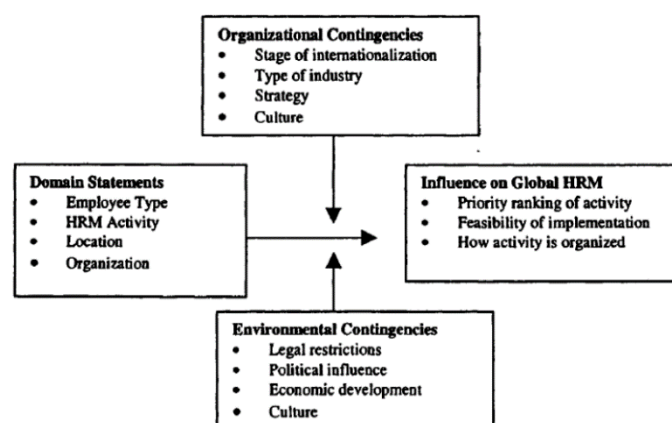 Organizational Contingencies
• Stage of internationalization
• Type of industry
• Strategy
• Culture
Domain Statements
• Employee Type
• HRM Activity
• Location
• Organization
Influence on Global HRM
• Priority ranking of activity
• Feasibility of implementation
• How activity is organized
Environmental Contingencies
• Legal restrictions
• Political influence
• Economic development
• Culture